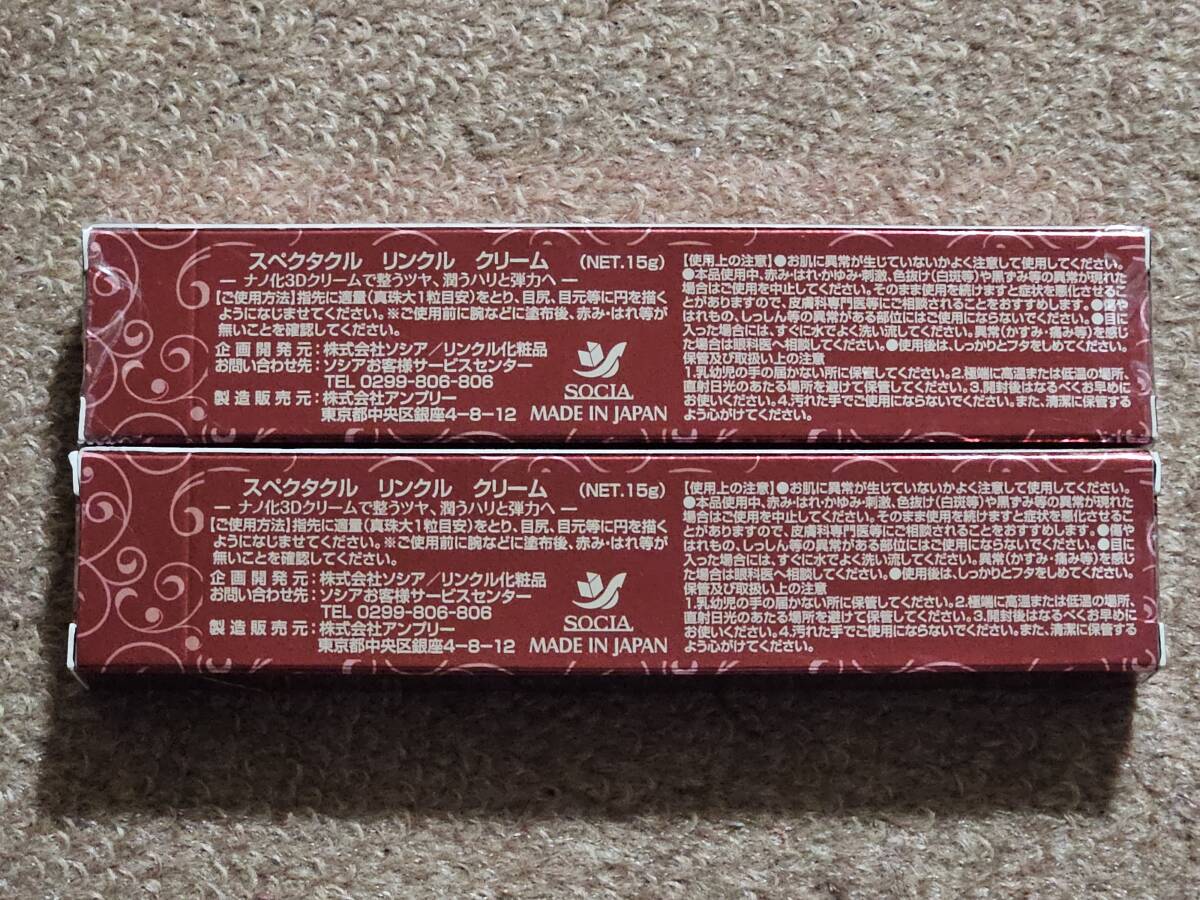 スペクタクル リンクル クリーム (NET.15g)
― ナノ化3Dクリームで整うツヤ、潤うハリと弾力へ ―
【ご使用方法】指先に適量(真珠大1粒目安)をとり、目尻、目元等に円を描く
ようになじませてください。※ご使用前に腕などに塗布後、赤み・はれ等が
無いことを確認してください。
企画開発元:株式会社ソシア/リンクル化粧品
お問い合わせ先:ソシアお客様サービスセンター
TEL 0299-806-806
製造販売元:株式会社アンプリー
東京都中央区銀座4-8-12
SOCIA
MADE IN JAPAN
【使用上の注意】●お肌に異常が生じていないかよく注意して使用してください。
●本品使用中、赤み・はれ・かゆみ・刺激、色抜け(白斑等)や黒ずみ等の異常が現れた
場合はご使用を中止してください。そのまま使用を続けますと症状を悪化させるこ
とがありますので、皮膚科専門医等にご相談されることをおすすめします。●傷や
はれもの、しっしん等の異常がある部位にはご使用にならないでください。●目に
入った場合には、すぐに水でよく洗い流してください。異常(かすみ・痛み等)を感じ
た場合は眼科医へ相談してください。●使用後は、しっかりとフタをしめてください。
保管及び取扱い上の注意
1.乳幼児の手の届かない所に保管してください。2.極端に高温または低温の場所、
直射日光のあたる場所を避けて保管してください。3.開封後はなるべくお早めに
お使いください。4.汚れた手でご使用にならないでください。また、清潔に保管する
よう心がけてください。
スペクタクル リンクル クリーム (NET.15g)
― ナノ化3Dクリームで整うツヤ、潤うハリと弾力へ ―
【ご使用方法】指先に適量(真珠大1粒目安)をとり、目尻、目元等に円を描く
ようになじませてください。※ご使用前に腕などに塗布後、赤み・はれ等が
無いことを確認してください。
企画開発元:株式会社ソシア/リンクル化粧品
お問い合わせ先:ソシアお客様サービスセンター
TEL 0299-806-806
製造販売元:株式会社アンプリー
東京都中央区銀座4-8-12
SOCIA
MADE IN JAPAN
【使用上の注意】●お肌に異常が生じていないかよく注意して使用してください。
●本品使用中、赤み・はれ・かゆみ・刺激、色抜け(白斑等)や黒ずみ等の異常が現れた
場合はご使用を中止してください。そのまま使用を続けますと症状を悪化させるこ
とがありますので、皮膚科専門医等にご相談されることをおすすめします。●傷や
はれもの、しっしん等の異常がある部位にはご使用にならないでください。●目に
入った場合には、すぐに水でよく洗い流してください。異常(かすみ・痛み等)を感じ
た場合は眼科医へ相談してください。●使用後は、しっかりとフタをしめてください。
保管及び取扱い上の注意
1.乳幼児の手の届かない所に保管してください。2.極端に高温または低温の場所、
直射日光のあたる場所を避けて保管してください。3.開封後はなるべくお早めに
お使いください。4.汚れた手でご使用にならないでください。また、清潔に保管する
よう心がけてください。